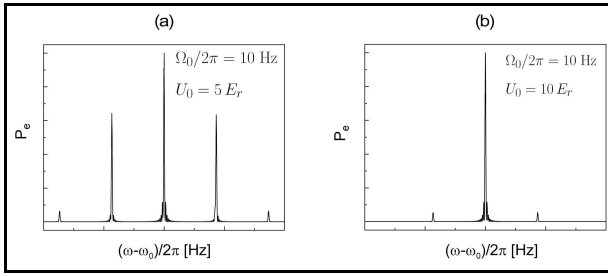 (a)
Ω₀/2π = 10 Hz
U₀ = 5 Eᵣ
Pₑ
(ω-ω₀)/2π [Hz]
(b)
Ω₀/2π = 10 Hz
U₀ = 10 Eᵣ
Pₑ
(ω-ω₀)/2π [Hz]